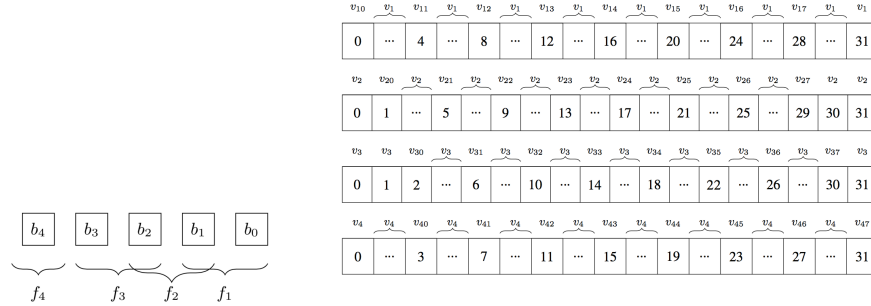 v₁₀ v₁ v₁₁ v₁ v₁₂ v₁ v₁₃ v₁ v₁₄ v₁ v₁₅ v₁ v₁₆ v₁ v₁₇ v₁ v₁
0 ... 4 ... 8 ... 12 ... 16 ... 20 ... 24 ... 28 ... 31
v₂ v₂₀ v₂ v₂₁ v₂ v₂₂ v₂ v₂₃ v₂ v₂₄ v₂ v₂₅ v₂ v₂₆ v₂ v₂₇ v₂ v₂
0 1 ... 5 ... 9 ... 13 ... 17 ... 21 ... 25 ... 29 30 31
v₃ v₃ v₃₀ v₃ v₃₁ v₃ v₃₂ v₃ v₃₃ v₃ v₃₄ v₃ v₃₅ v₃ v₃₆ v₃ v₃₇ v₃
0 1 2 ... 6 ... 10 ... 14 ... 18 ... 22 ... 26 ... 30 31
v₄ v₄ v₄₀ v₄ v₄₁ v₄ v₄₂ v₄ v₄₃ v₄ v₄₄ v₄ v₄₅ v₄ v₄₆ v₄ v₄₇
0 ... 3 ... 7 ... 11 ... 15 ... 19 ... 23 ... 27 ... 31
b₄ b₃ b₂ b₁ b₀
f₄ f₃ f₂ f₁